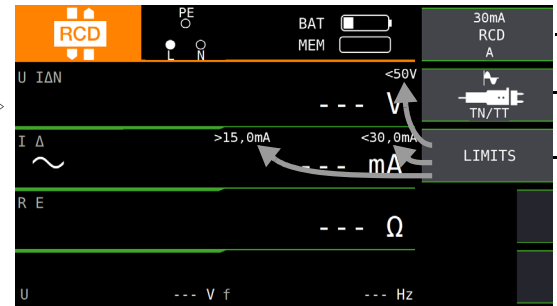 RCD
PE
L N
BAT
MEM
30mA
RCD
A
U IΔN
<50V
--- V
TN/TT
I Δ
>15,0mA
<30,0mA
--- mA
LIMITS
R E
--- Ω
U
--- V f
--- Hz